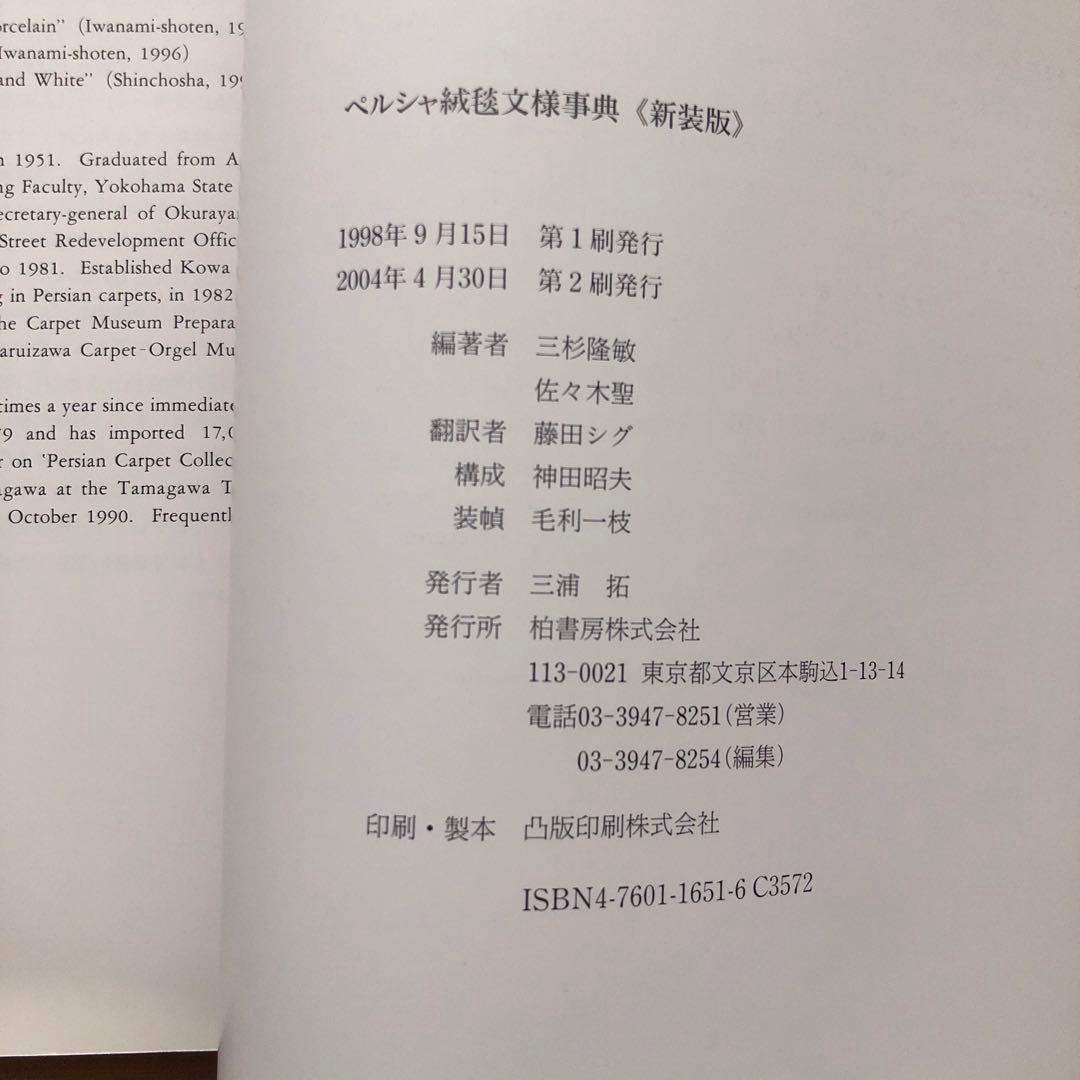 orcelain" (Iwanami-shoten, 19
Iwanami-shoten, 1996)
and White" (Shinchosha, 19
n 1951. Graduated from A
ng Faculty, Yokohama State
ecretary-general of Okuraya
Street Redevelopment Offic
o 1981. Established Kowa
g in Persian carpets, in 1982
he Carpet Museum Prepara
aruizawa Carpet-Orgel Mu
times a year since immediate
79 and has imported 17,0
r on 'Persian Carpet Collec
agawa at the Tamagawa T
October 1990. Frequentl
ペルシャ絨毯文様事典《新装版》
1998年9月15日 第1刷発行
2004年4月30日 第2刷発行
編著者 三杉隆敏
佐々木聖
翻訳者 藤田シグ
構成 神田昭夫
装幀 毛利一枝
発行者 三浦 拓
発行所 柏書房株式会社
113-0021 東京都文京区本駒込1-13-14
電話03-3947-8251(営業)
03-3947-8254(編集)
印刷・製本 凸版印刷株式会社
ISBN4-7601-1651-6 C3572